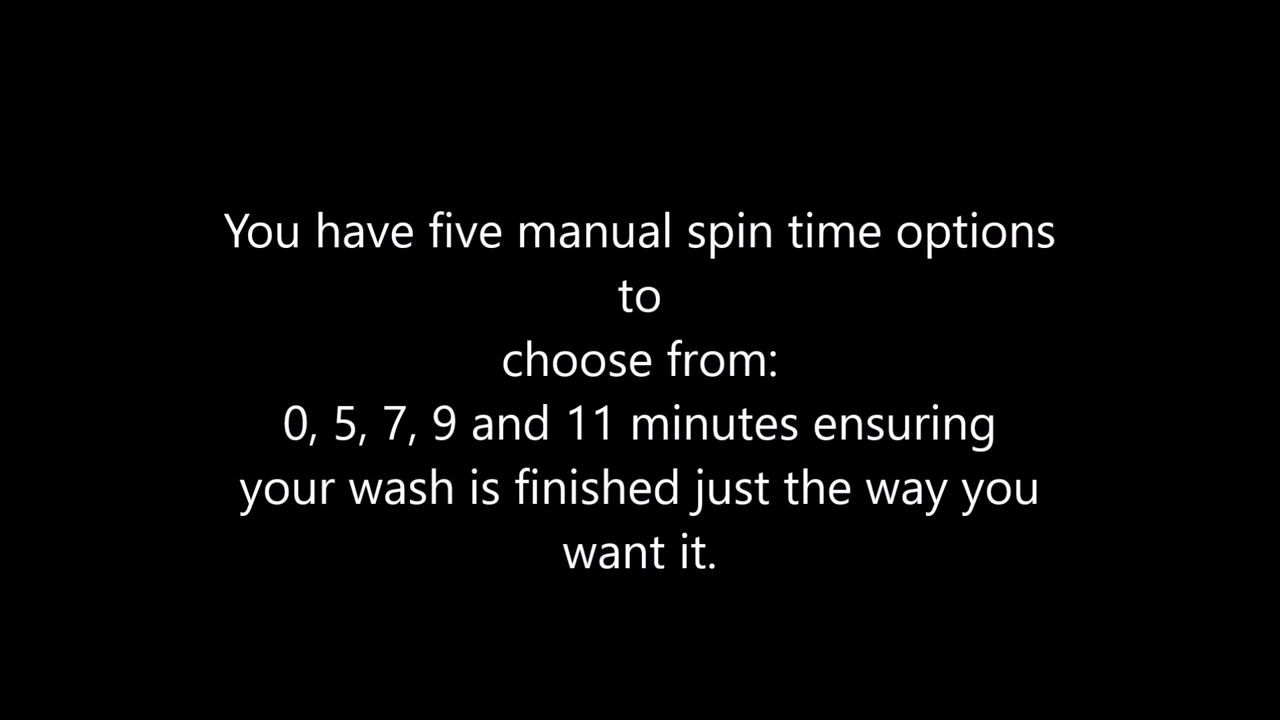 You have five manual spin time options
to
choose from:
0, 5, 7, 9 and 11 minutes ensuring
your wash is finished just the way you
want it.